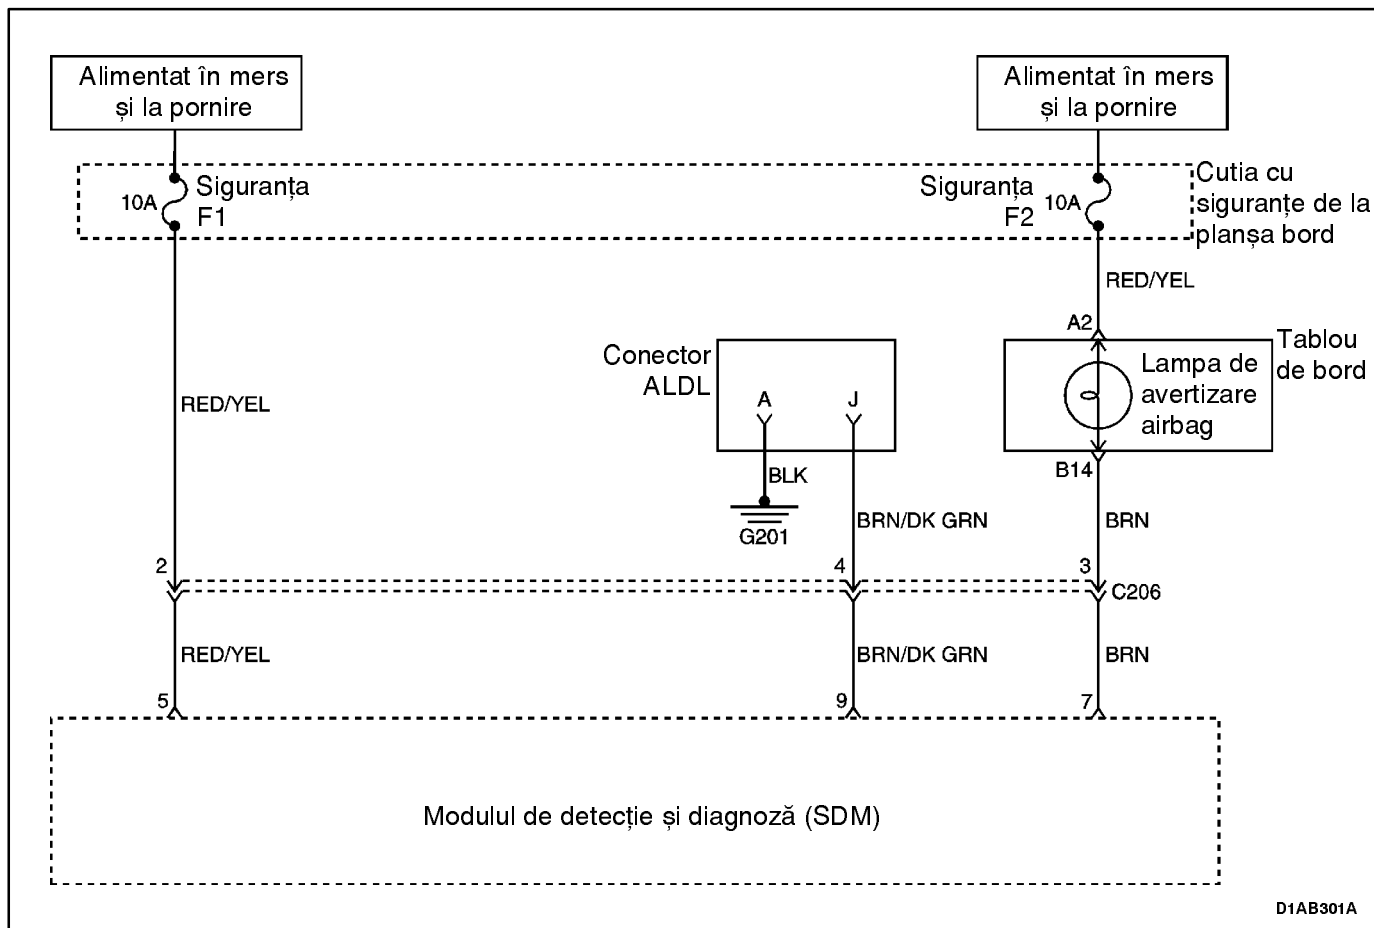 Alimentat în mers
și la pornire
Alimentat în mers
și la pornire
10A
Siguranța
F1
Siguranța
F2
10A
Cutia cu
siguranțe de la
planșa bord
RED/YEL
A2
Conector
ALDL
A
J
Lampa de
avertizare
airbag
Tablou
de bord
RED/YEL
BLK
G201
B14
BRN/DK GRN
BRN
2
4
3
C206
RED/YEL
BRN/DK GRN
BRN
5
9
7
Modulul de detecție și diagnoză (SDM)
D1AB301A